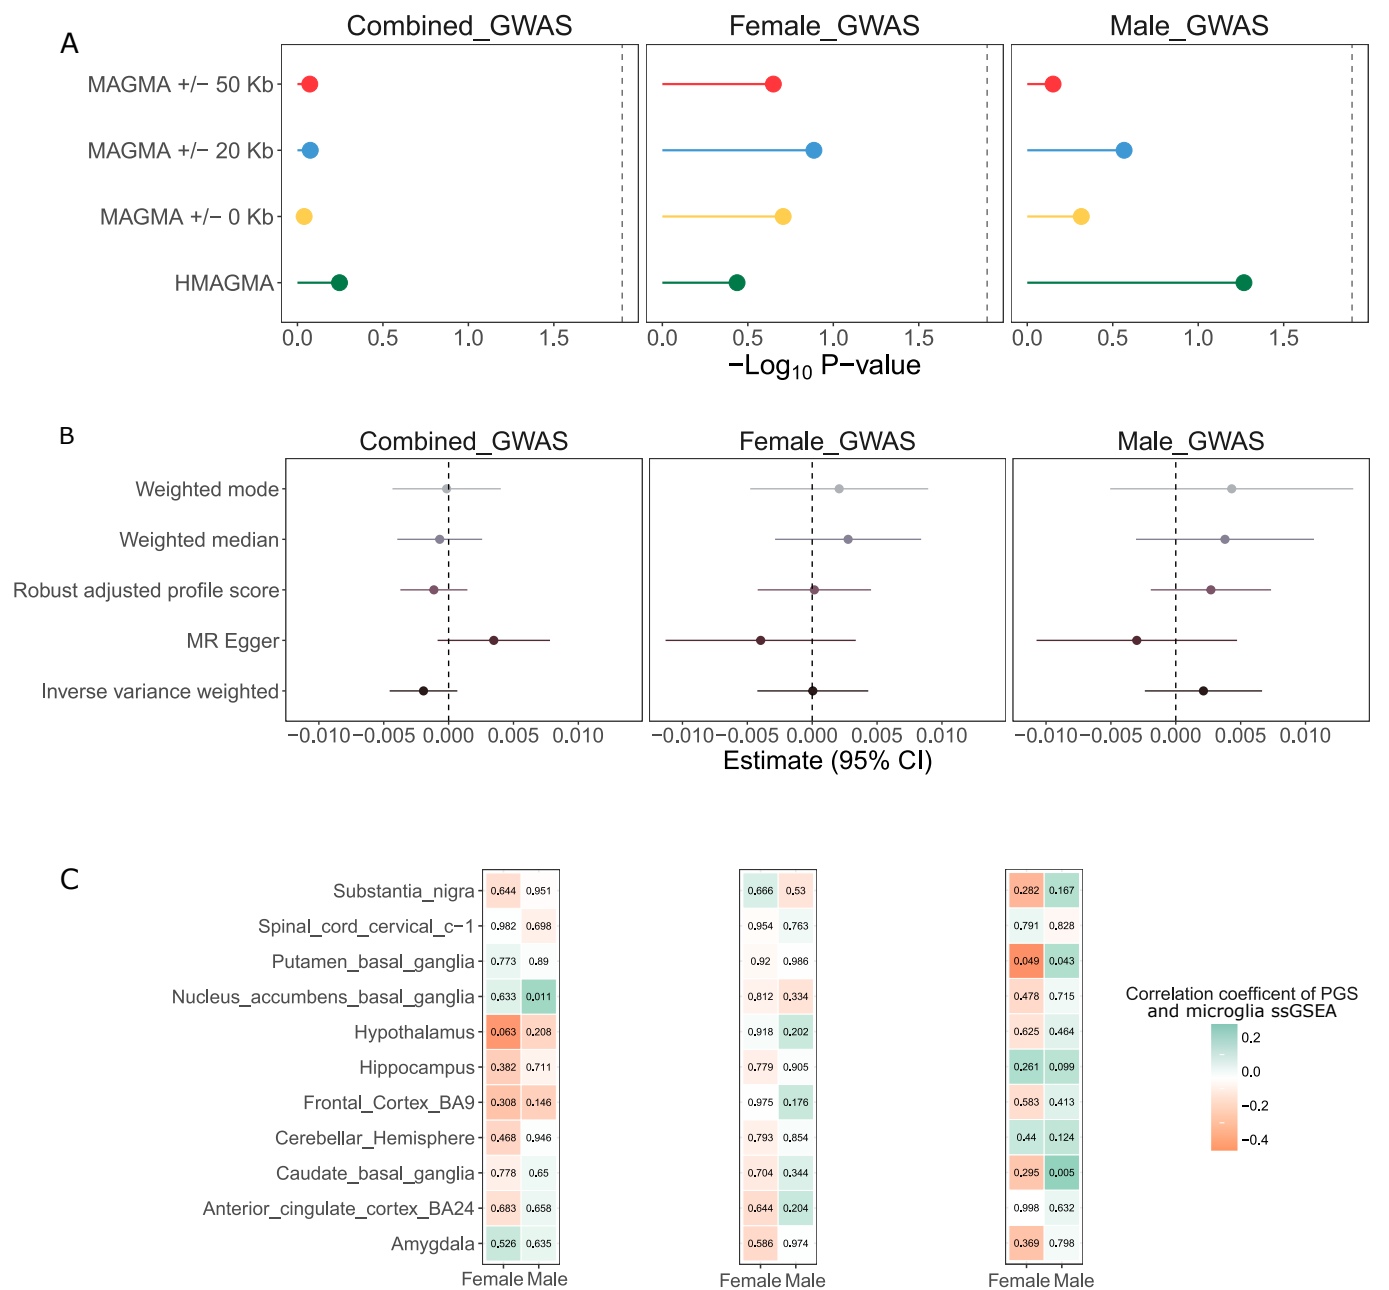 A
Combined_GWAS Female_GWAS Male_GWAS
MAGMA +/− 50 Kb
MAGMA +/− 20 Kb
MAGMA +/− 0 Kb
HMAGMA
0.0 0.5 1.0 1.5 0.0 0.5 1.0 1.5 0.0 0.5 1.0 1.5
−Log10 P−value
B
Combined_GWAS Female_GWAS Male_GWAS
Weighted mode
Weighted median
Robust adjusted profile score
MR Egger
Inverse variance weighted
−0.010 −0.005 0.000 0.005 0.010 −0.010 −0.005 0.000 0.005 0.010 −0.010 −0.005 0.000 0.005 0.010
Estimate (95% CI)
C
Substantia_nigra 0.644 0.951 0.666 0.53 0.282 0.167
Spinal_cord_cervical_c−1 0.982 0.698 0.954 0.763 0.791 0.828
Putamen_basal_ganglia 0.773 0.89 0.92 0.986 0.049 0.043
Nucleus_accumbens_basal_ganglia 0.633 0.011 0.812 0.334 0.478 0.715
Hypothalamus 0.063 0.208 0.918 0.202 0.625 0.464
Hippocampus 0.382 0.711 0.779 0.905 0.261 0.099
Frontal_Cortex_BA9 0.308 0.146 0.975 0.176 0.583 0.413
Cerebellar_Hemisphere 0.468 0.946 0.793 0.854 0.44 0.124
Caudate_basal_ganglia 0.778 0.65 0.704 0.344 0.295 0.005
Anterior_cingulate_cortex_BA24 0.683 0.658 0.644 0.204 0.998 0.632
Amygdala 0.526 0.635 0.586 0.974 0.369 0.798
Female Male Female Male Female Male
Correlation coefficent of PGS
and microglia ssGSEA
0.2
0.0
−0.2
−0.4